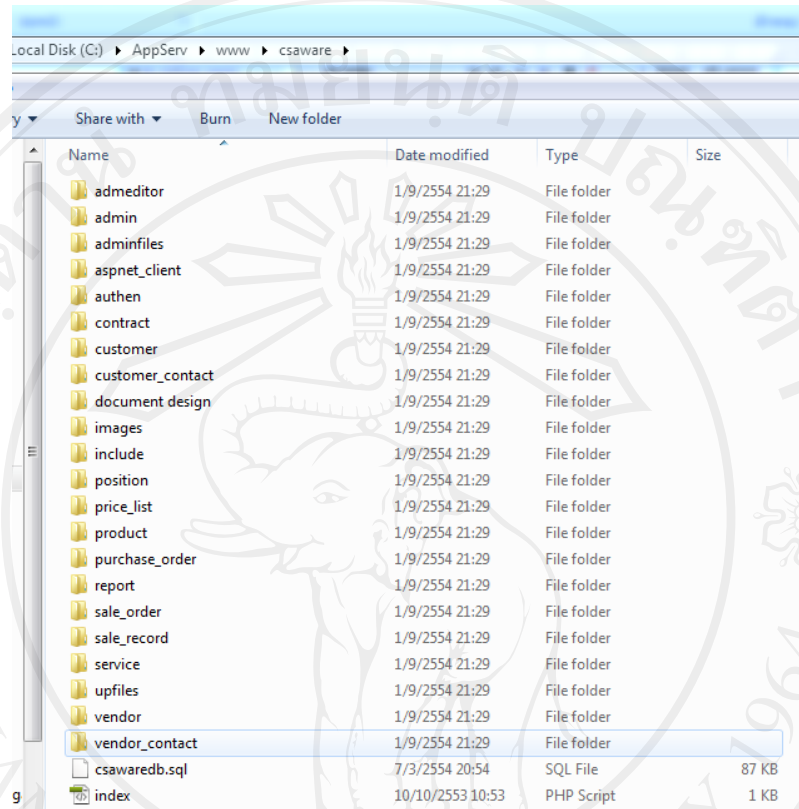 Local Disk (C:) ▸ AppServ ▸ www ▸ csaware ▸
y ▾ Share with ▾ Burn New folder
Name Date modified Type Size
admeditor 1/9/2554 21:29 File folder
admin 1/9/2554 21:29 File folder
adminfiles 1/9/2554 21:29 File folder
aspnet_client 1/9/2554 21:29 File folder
authen 1/9/2554 21:29 File folder
contract 1/9/2554 21:29 File folder
customer 1/9/2554 21:29 File folder
customer_contact 1/9/2554 21:29 File folder
document design 1/9/2554 21:29 File folder
images 1/9/2554 21:29 File folder
include 1/9/2554 21:29 File folder
position 1/9/2554 21:29 File folder
price_list 1/9/2554 21:29 File folder
product 1/9/2554 21:29 File folder
purchase_order 1/9/2554 21:29 File folder
report 1/9/2554 21:29 File folder
sale_order 1/9/2554 21:29 File folder
sale_record 1/9/2554 21:29 File folder
service 1/9/2554 21:29 File folder
upfiles 1/9/2554 21:29 File folder
vendor 1/9/2554 21:29 File folder
vendor_contact 1/9/2554 21:29 File folder
csawaredb.sql 7/3/2554 20:54 SQL File 87 KB
g index 10/10/2553 10:53 PHP Script 1 KB